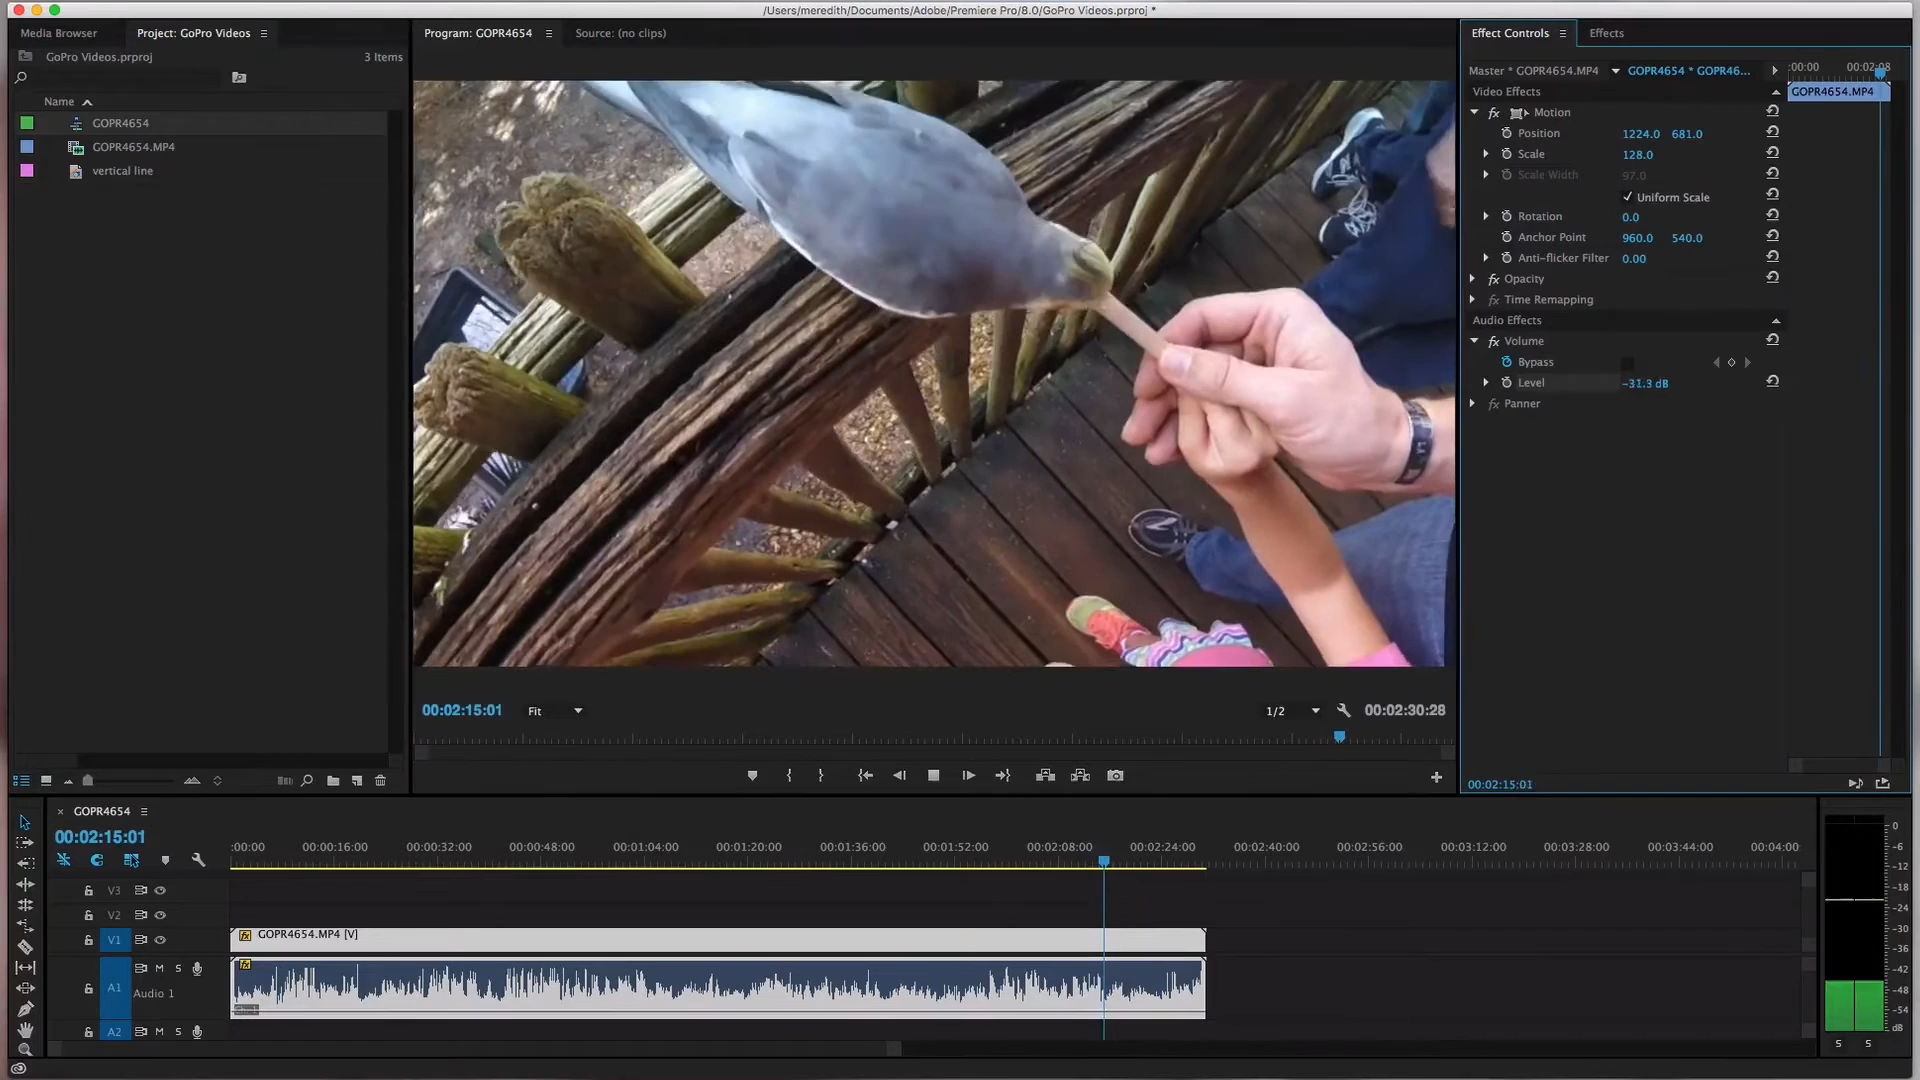 /Users/meredith/Documents/Adobe/Premiere Pro/8.0/GoPro Videos.prproj *
Media Browser
Project: GoPro Videos
GoPro Videos.prproj
3 Items
Name
GOPR4654
GOPR4654.MP4
vertical line
Program: GOPR4654
Source: (no clips)
00:02:15:01
Fit
1/2
00:02:30:28
Effect Controls
Effects
Master * GOPR4654.MP4
GOPR4654 * GOPR46...
:00:00
00:02:08
Video Effects
GOPR4654.MP4
fx Motion
Position 1224.0 681.0
Scale 128.0
Scale Width 97.0
Uniform Scale
Rotation 0.0
Anchor Point 960.0 540.0
Anti-flicker Filter 0.00
fx Opacity
fx Time Remapping
Audio Effects
fx Volume
Bypass
Level -31.3 dB
fx Panner
00:02:15:01
GOPR4654
00:02:15:01
:00:00 00:00:16:00 00:00:32:00 00:00:48:00 00:01:04:00 00:01:20:00 00:01:36:00 00:01:52:00 00:02:08:00 00:02:24:00 00:02:40:00 00:02:56:00 00:03:12:00 00:03:28:00 00:03:44:00 00:04:00
V3
V2
V1
fx GOPR4654.MP4 [V]
A1 M S
fx
Audio 1
A2 M S
0
-6
-12
-18
-24
-30
-36
-42
-48
-54
dB
S S